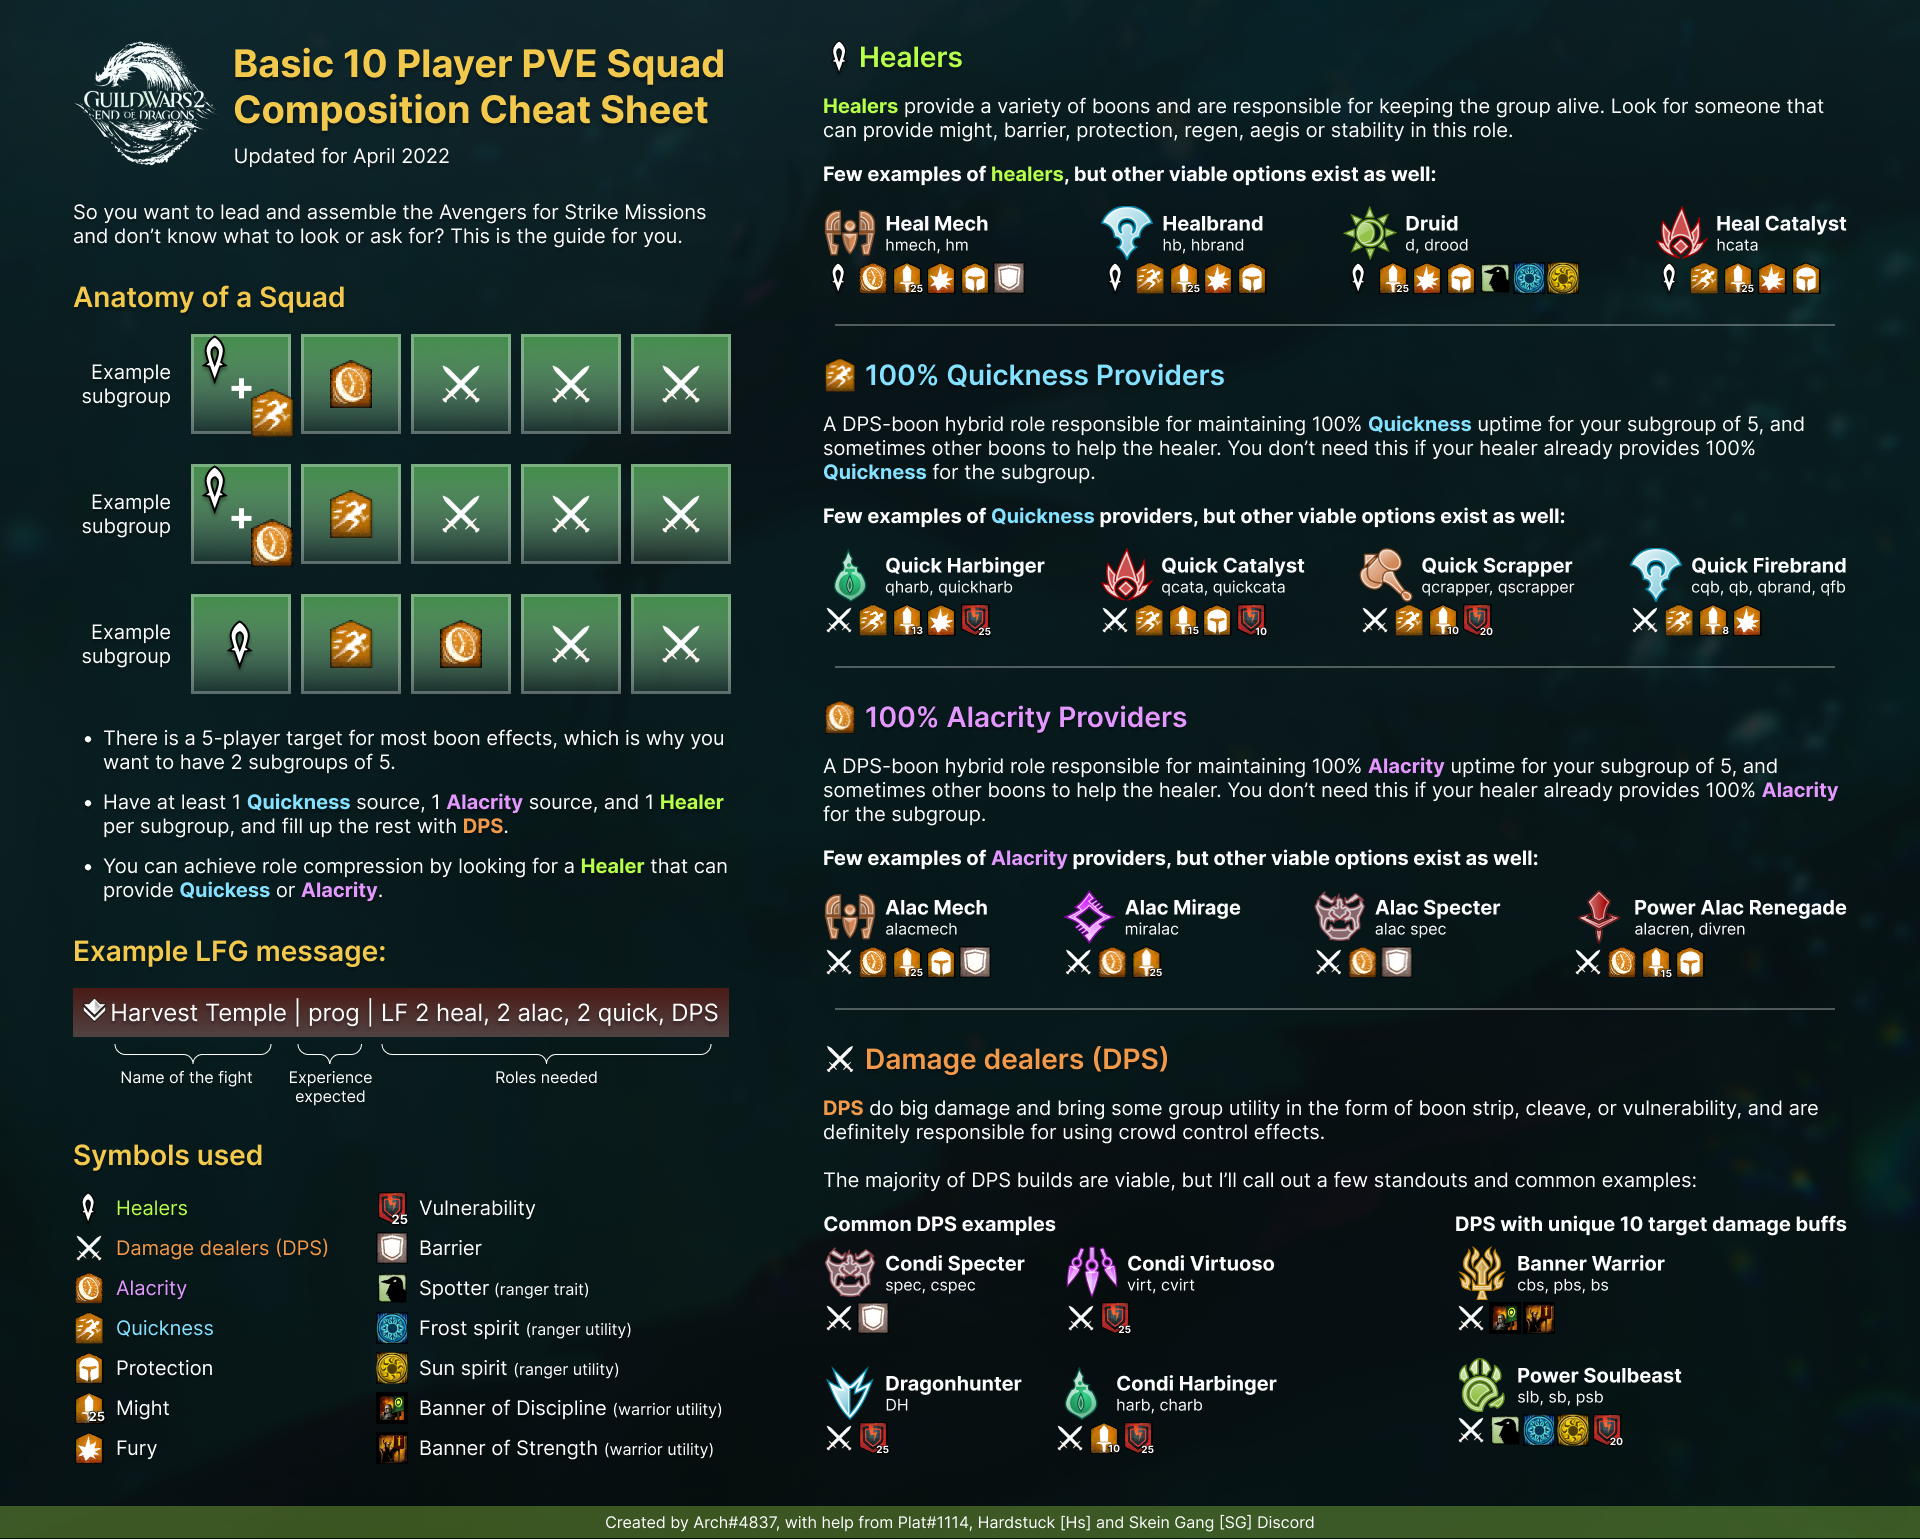 GUILDWARS2
END OF DRAGONS
Basic 10 Player PVE Squad
Composition Cheat Sheet
Updated for April 2022
So you want to lead and assemble the Avengers for Strike Missions
and don't know what to look or ask for? This is the guide for you.
Anatomy of a Squad
Example
subgroup
+
Example
subgroup
+
Example
subgroup
• There is a 5-player target for most boon effects, which is why you
want to have 2 subgroups of 5.
• Have at least 1 Quickness source, 1 Alacrity source, and 1 Healer
per subgroup, and fill up the rest with DPS.
• You can achieve role compression by looking for a Healer that can
provide Quickess or Alacrity.
Example LFG message:
Harvest Temple | prog | LF 2 heal, 2 alac, 2 quick, DPS
Name of the fight
Experience
expected
Roles needed
Symbols used
Healers
Damage dealers (DPS)
Alacrity
Quickness
Protection
25 Might
Fury
25 Vulnerability
Barrier
Spotter (ranger trait)
Frost spirit (ranger utility)
Sun spirit (ranger utility)
Banner of Discipline (warrior utility)
Banner of Strength (warrior utility)
Healers
Healers provide a variety of boons and are responsible for keeping the group alive. Look for someone that
can provide might, barrier, protection, regen, aegis or stability in this role.
Few examples of healers, but other viable options exist as well:
Heal Mech
hmech, hm
25
Healbrand
hb, hbrand
25
Druid
d, drood
25
Heal Catalyst
hcata
25
100% Quickness Providers
A DPS-boon hybrid role responsible for maintaining 100% Quickness uptime for your subgroup of 5, and
sometimes other boons to help the healer. You don't need this if your healer already provides 100%
Quickness for the subgroup.
Few examples of Quickness providers, but other viable options exist as well:
Quick Harbinger
qharb, quickharb
13 25
Quick Catalyst
qcata, quickcata
15 10
Quick Scrapper
qcrapper, qscrapper
10 20
Quick Firebrand
cqb, qb, qbrand, qfb
8
100% Alacrity Providers
A DPS-boon hybrid role responsible for maintaining 100% Alacrity uptime for your subgroup of 5, and
sometimes other boons to help the healer. You don't need this if your healer already provides 100% Alacrity
for the subgroup.
Few examples of Alacrity providers, but other viable options exist as well:
Alac Mech
alacmech
25
Alac Mirage
miralac
25
Alac Specter
alac spec
Power Alac Renegade
alacren, divren
15
Damage dealers (DPS)
DPS do big damage and bring some group utility in the form of boon strip, cleave, or vulnerability, and are
definitely responsible for using crowd control effects.
The majority of DPS builds are viable, but I'll call out a few standouts and common examples:
Common DPS examples
Condi Specter
spec, cspec
Condi Virtuoso
virt, cvirt
25
Dragonhunter
DH
25
Condi Harbinger
harb, charb
10 25
DPS with unique 10 target damage buffs
Banner Warrior
cbs, pbs, bs
Power Soulbeast
slb, sb, psb
20
Created by Arch#4837, with help from Plat#1114, Hardstuck [Hs] and Skein Gang [SG] Discord